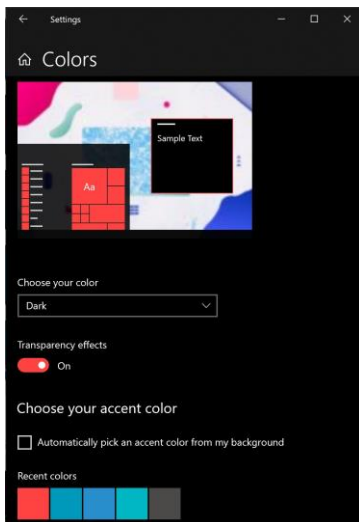 Settings
Colors
Sample Text
Aa
Choose your color
Dark
Transparency effects
On
Choose your accent color
Automatically pick an accent color from my background
Recent colors